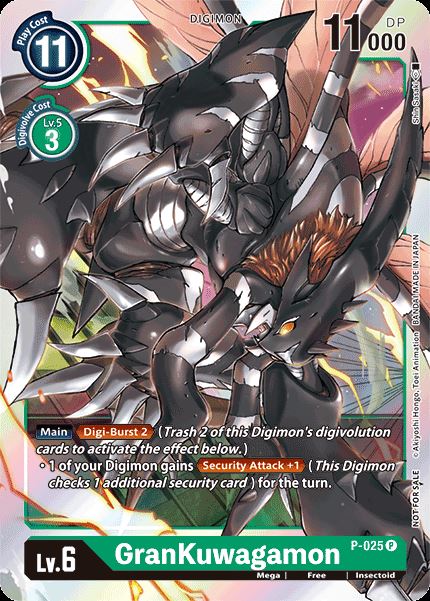 Play Cost
11
DIGIMON
11000
DP
Digivolve Cost
Lv.5
3
Shin Sasaki
© Akiyoshi Hongo, Toei Animation
BANDAI MADE IN JAPAN
NOT FOR SALE
Main Digi-Burst 2 (Trash 2 of this Digimon's digivolution
cards to activate the effect below.)
・1 of your Digimon gains Security Attack +1 (This Digimon
checks 1 additional security card) for the turn.
Lv.6
GranKuwagamon
P-025 P
Mega | Free | Insectoid